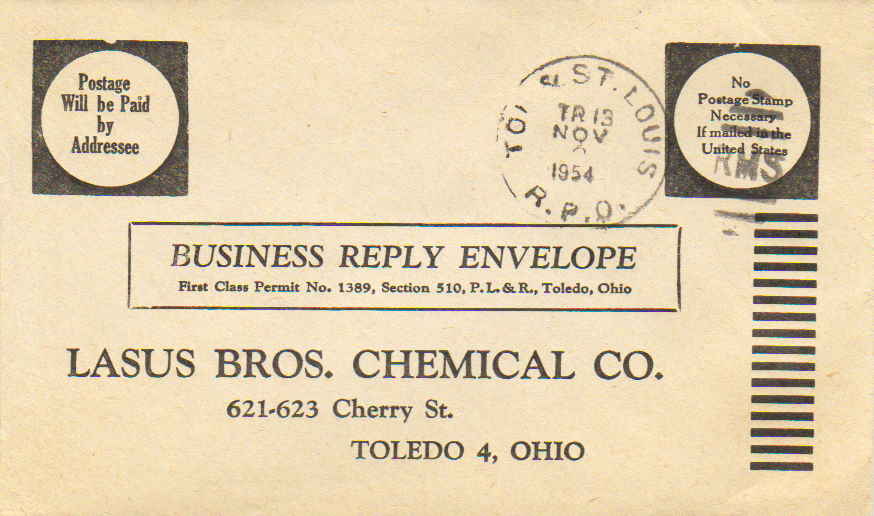 Postage
Will be Paid
by
Addressee
ST. LOUIS
TR 13
NOV
1954
R.P.O.
No
Postage Stamp
Necessary
If mailed in the
United States
RMS
BUSINESS REPLY ENVELOPE
First Class Permit No. 1389, Section 510, P.L.&R., Toledo, Ohio
LASUS BROS. CHEMICAL CO.
621-623 Cherry St.
TOLEDO 4, OHIO